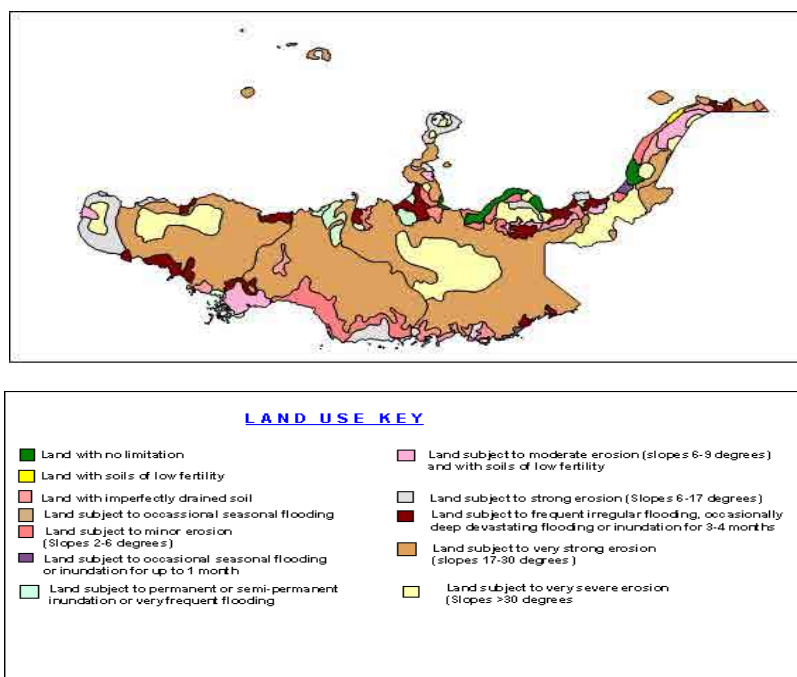 LAND USE KEY
Land with no limitation
Land with soils of low fertility
Land with imperfectly drained soil
Land subject to occassional seasonal flooding
Land subject to minor erosion
(Slopes 2-6 degrees)
Land subject to occasional seasonal flooding
or inundation for up to 1 month
Land subject to permanent or semi-permanent
inundation or very frequent flooding
Land subject to moderate erosion (slopes 6-9 degrees)
and with soils of low fertility
Land subject to strong erosion (Slopes 6-17 degrees)
Land subject to frequent irregular flooding, occasionally
deep devastating flooding or inundation for 3-4 months
Land subject to very strong erosion
(slopes 17-30 degrees)
Land subject to very severe erosion
(Slopes >30 degrees